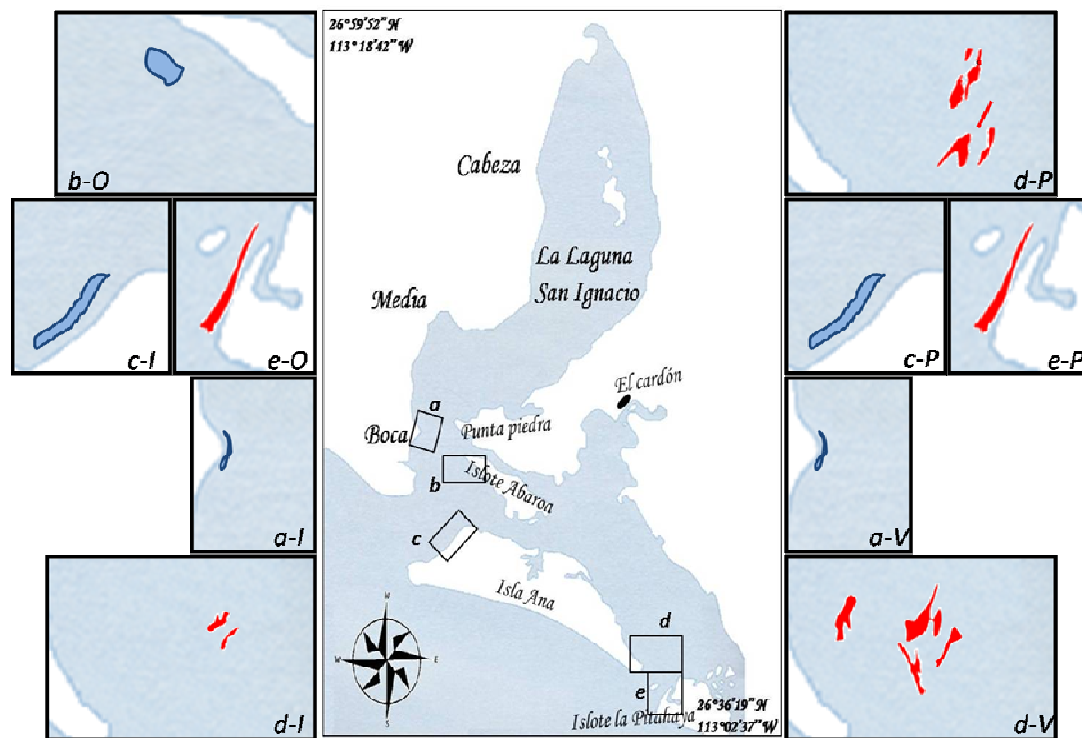 26°59'52" N
113°18'42" W
b-O
d-P
Cabeza
c-I
e-O
La Laguna
San Ignacio
Media
c-P
e-P
El cardón
a
Boca
Punta piedra
b
Islote Abaroa
a-I
a-V
c
Isla Ana
W
W
E
S
d
e
26°36'19" N
113°02'37" W
Islote la Pitahaya
d-I
d-V